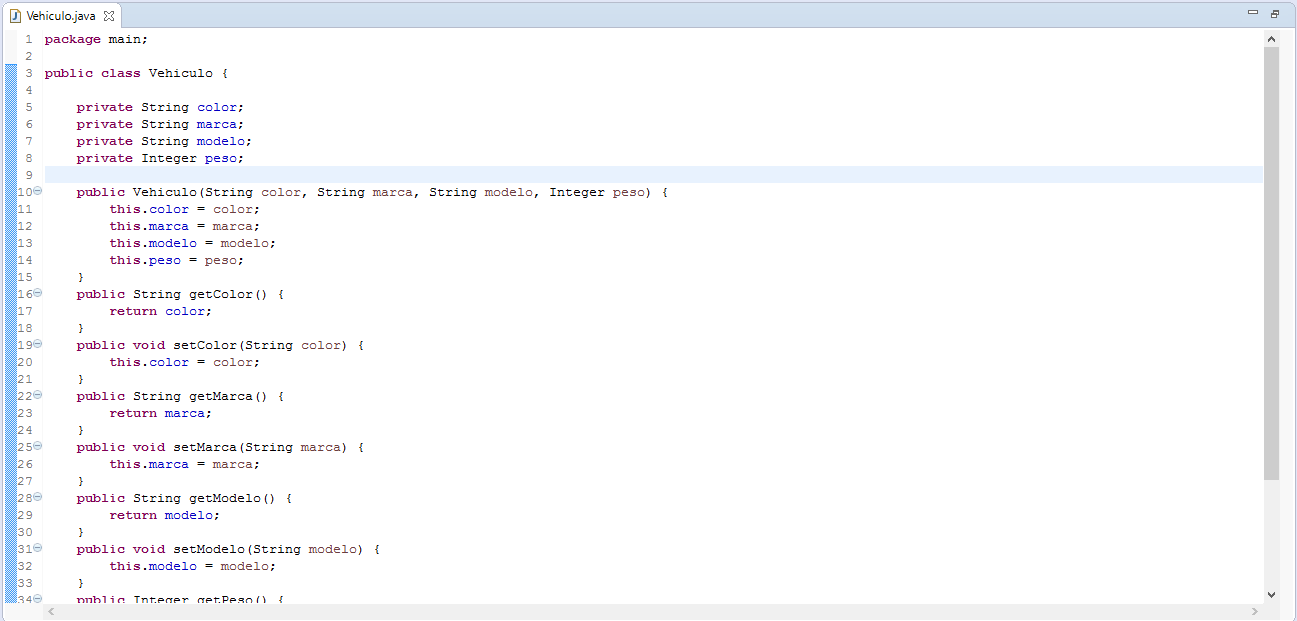 Vehiculo.java
1 package main;
2
3 public class Vehiculo {
4
5     private String color;
6     private String marca;
7     private String modelo;
8     private Integer peso;
9
10     public Vehiculo(String color, String marca, String modelo, Integer peso) {
11         this.color = color;
12         this.marca = marca;
13         this.modelo = modelo;
14         this.peso = peso;
15     }
16     public String getColor() {
17         return color;
18     }
19     public void setColor(String color) {
20         this.color = color;
21     }
22     public String getMarca() {
23         return marca;
24     }
25     public void setMarca(String marca) {
26         this.marca = marca;
27     }
28     public String getModelo() {
29         return modelo;
30     }
31     public void setModelo(String modelo) {
32         this.modelo = modelo;
33     }
34     public Integer getPeso() {